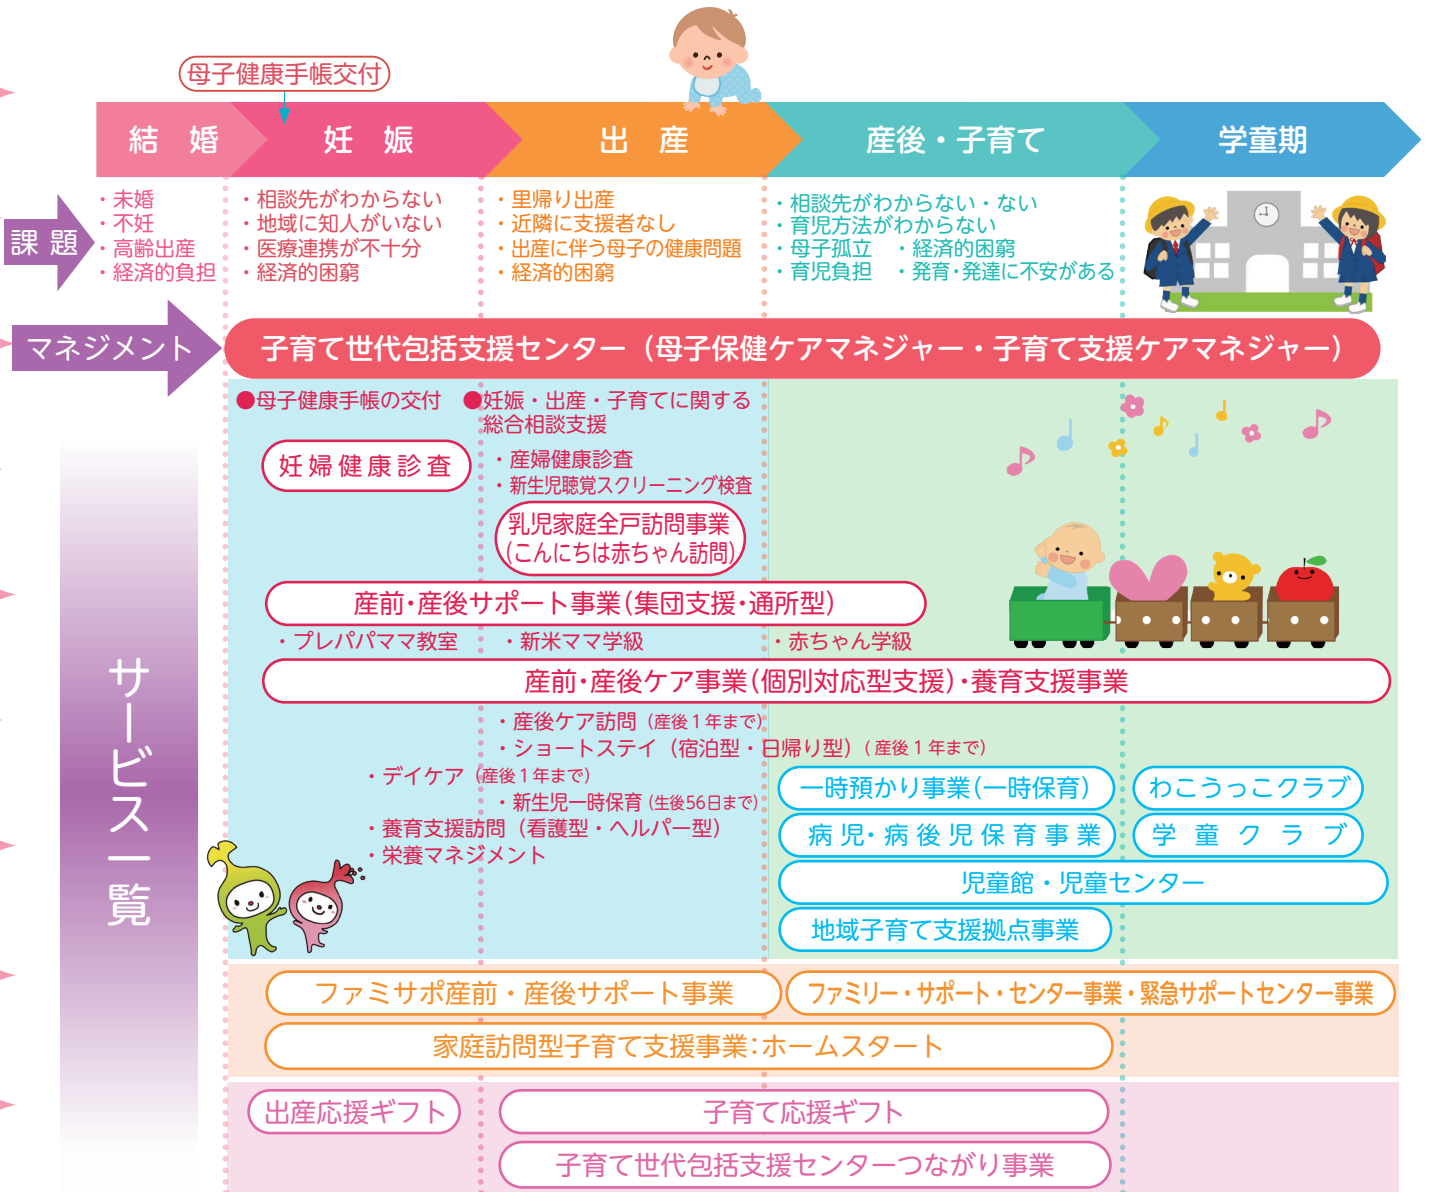 母子健康手帳交付
結 婚
妊 娠
出 産
産後・子育て
学童期
課 題
・未婚
・不妊
・高齢出産
・経済的負担
・相談先がわからない
・地域に知人がいない
・医療連携が不十分
・経済的困窮
・里帰り出産
・近隣に支援者なし
・出産に伴う母子の健康問題
・経済的困窮
・相談先がわからない・ない
・育児方法がわからない
・母子孤立 ・経済的困窮
・育児負担 ・発育・発達に不安がある
マネジメント
子育て世代包括支援センター（母子保健ケアマネジャー・子育て支援ケアマネジャー）
サービス一覧
●母子健康手帳の交付
●妊娠・出産・子育てに関する
総合相談支援
妊婦健康診査
・産婦健康診査
・新生児聴覚スクリーニング検査
乳児家庭全戸訪問事業
(こんにちは赤ちゃん訪問)
産前・産後サポート事業(集団支援・通所型)
・プレパパママ教室
・新米ママ学級
・赤ちゃん学級
産前・産後ケア事業(個別対応型支援)・養育支援事業
・産後ケア訪問（産後１年まで）
・ショートステイ（宿泊型・日帰り型）（産後１年まで）
・デイケア（産後１年まで）
・新生児一時保育（生後56日まで）
・養育支援訪問（看護型・ヘルパー型）
・栄養マネジメント
一時預かり事業(一時保育)
わこうっこクラブ
病児・病後児保育事業
学童クラブ
児童館・児童センター
地域子育て支援拠点事業
ファミサポ産前・産後サポート事業
ファミリー・サポート・センター事業・緊急サポートセンター事業
家庭訪問型子育て支援事業：ホームスタート
出産応援ギフト
子育て応援ギフト
子育て世代包括支援センターつながり事業